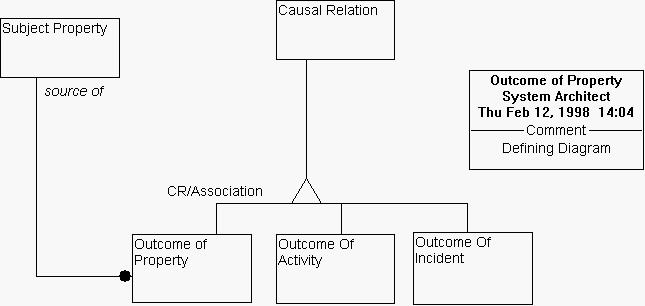 Subject Property
source of
Causal Relation
Outcome of Property
System Architect
Thu Feb 12, 1998 14:04
Comment
Defining Diagram
CR/Association
Outcome of
Property
Outcome Of
Activity
Outcome Of
Incident